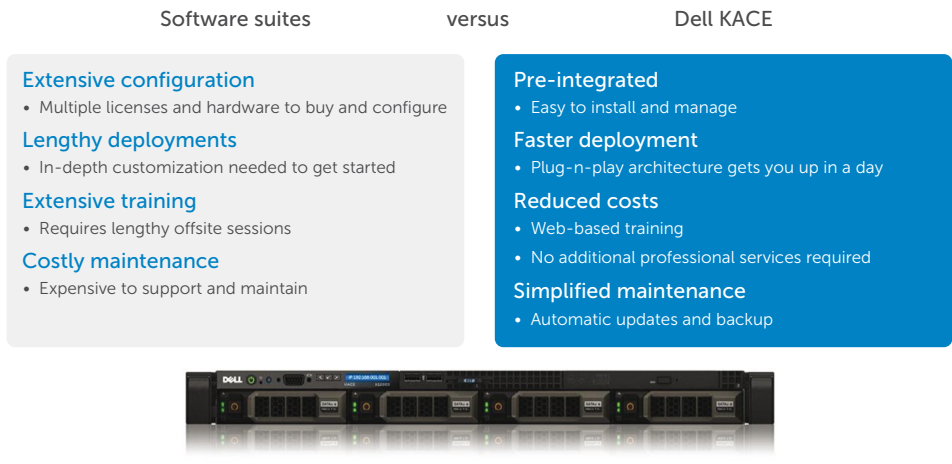 Software suites versus Dell KACE
Extensive configuration
• Multiple licenses and hardware to buy and configure
Lengthy deployments
• In-depth customization needed to get started
Extensive training
• Requires lengthy offsite sessions
Costly maintenance
• Expensive to support and maintain
Pre-integrated
• Easy to install and manage
Faster deployment
• Plug-n-play architecture gets you up in a day
Reduced costs
• Web-based training
• No additional professional services required
Simplified maintenance
• Automatic updates and backup
DELL
KACE